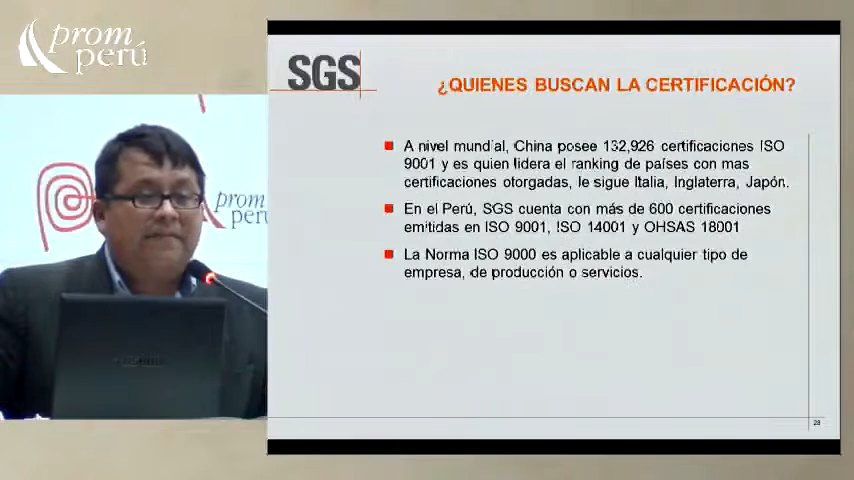 prom
perú
SGS
¿QUIENES BUSCAN LA CERTIFICACIÓN?
A nivel mundial, China posee 132,926 certificaciones ISO
9001 y es quien lidera el ranking de países con mas
certificaciones otorgadas, le sigue Italia, Inglaterra, Japón.
En el Perú, SGS cuenta con más de 600 certificaciones
emitidas en ISO 9001, ISO 14001 y OHSAS 18001
La Norma ISO 9000 es aplicable a cualquier tipo de
empresa, de producción o servicios.
prom
perú
28